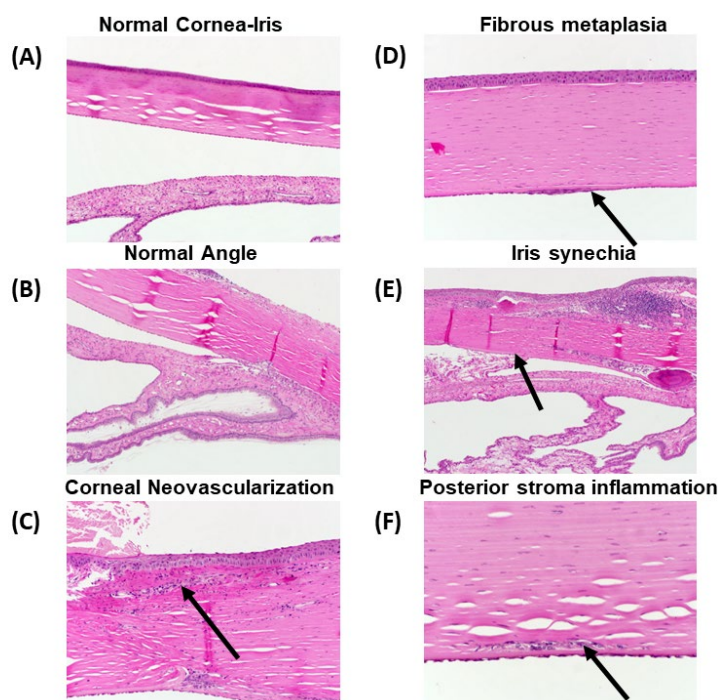 Normal Cornea-Iris
(A)
Fibrous metaplasia
(D)
Normal Angle
(B)
Iris synechia
(E)
Corneal Neovascularization
(C)
Posterior stroma inflammation
(F)